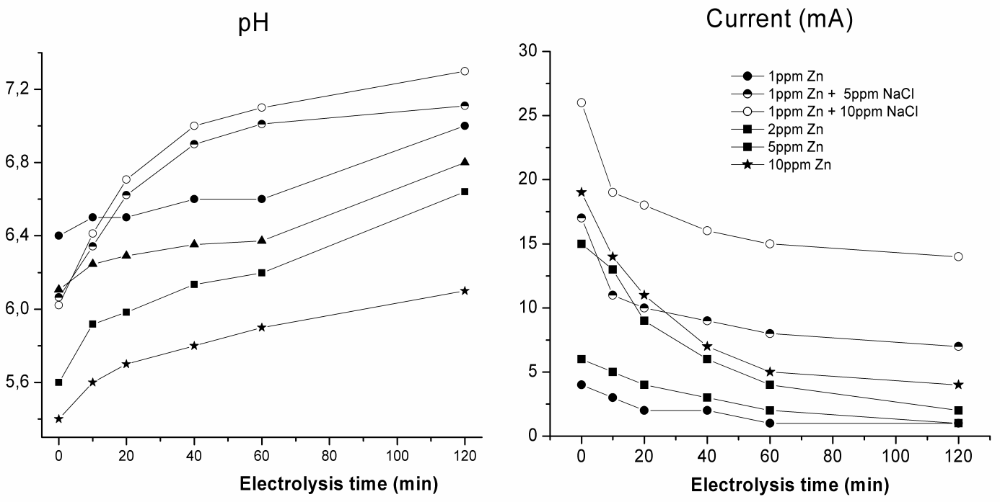 pH
7,2
6,8
6,4
6,0
5,6
0 20 40 60 80 100 120
Electrolysis time (min)
Current (mA)
30
25
20
15
10
5
0
1ppm Zn
1ppm Zn + 5ppm NaCl
1ppm Zn + 10ppm NaCl
2ppm Zn
5ppm Zn
10ppm Zn
0 20 40 60 80 100 120
Electrolysis time (min)